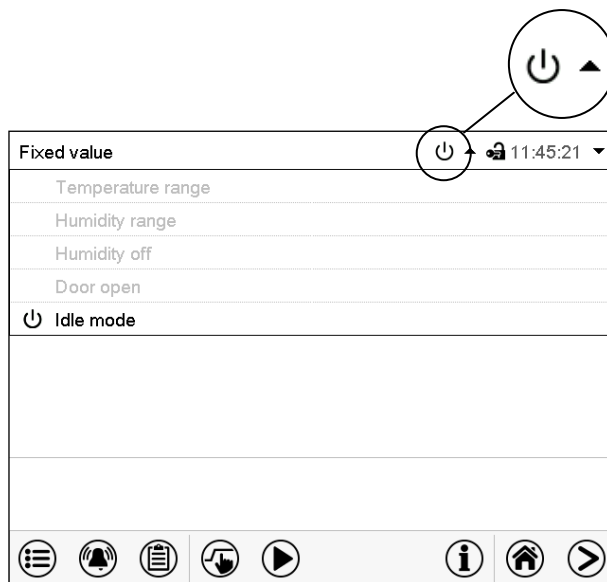 Fixed value 11:45:21
Temperature range
Humidity range
Humidity off
Door open
Idle mode